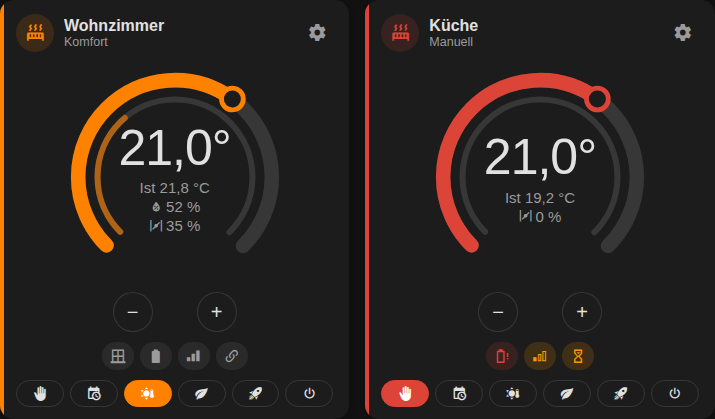 Wohnzimmer
Komfort
21,0°
Ist 21,8 °C
52 %
35 %
− +
Küche
Manuell
21,0°
Ist 19,2 °C
0 %
− +